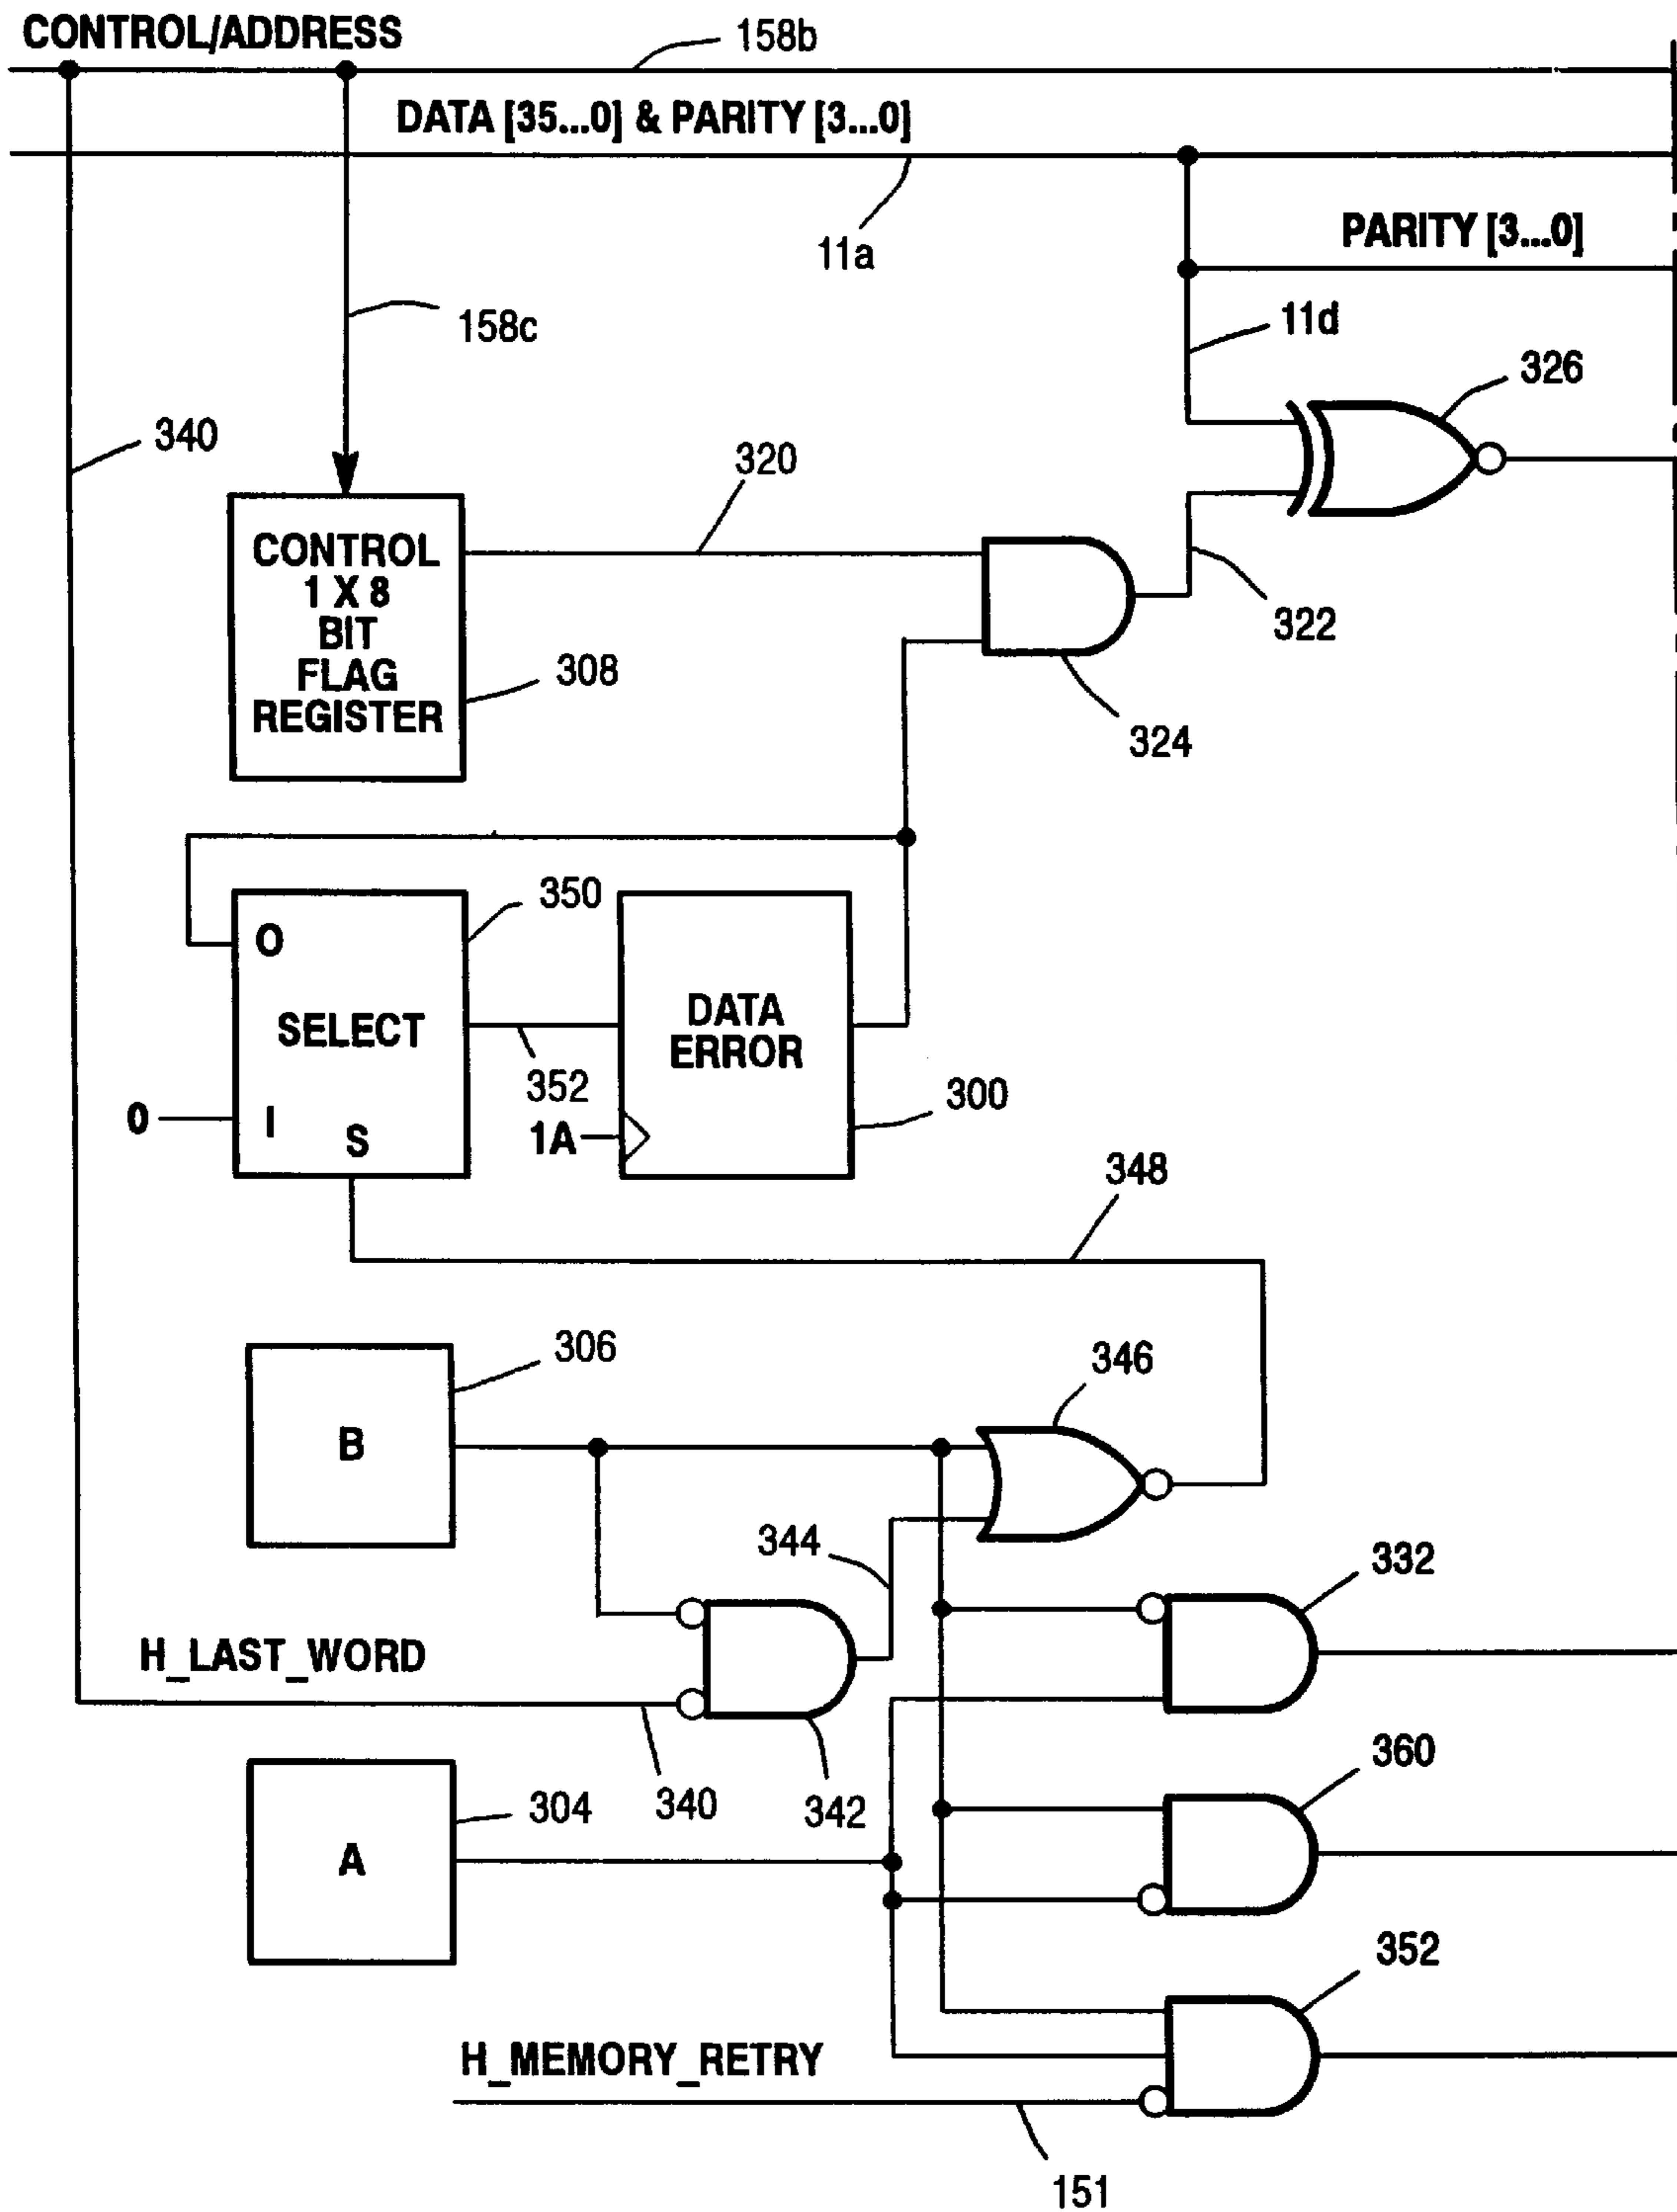 CONTROL/ADDRESS
158b
DATA [35...0] & PARITY [3...0]
11a
PARITY [3...0]
158c
11d
326
340
320
CONTROL
1 X 8
BIT
FLAG
REGISTER
308
322
324
350
O
SELECT
I
S
0
352
DATA
ERROR
1A
300
348
306
B
346
344
332
H_LAST_WORD
340
342
360
304
A
352
H_MEMORY_RETRY
151